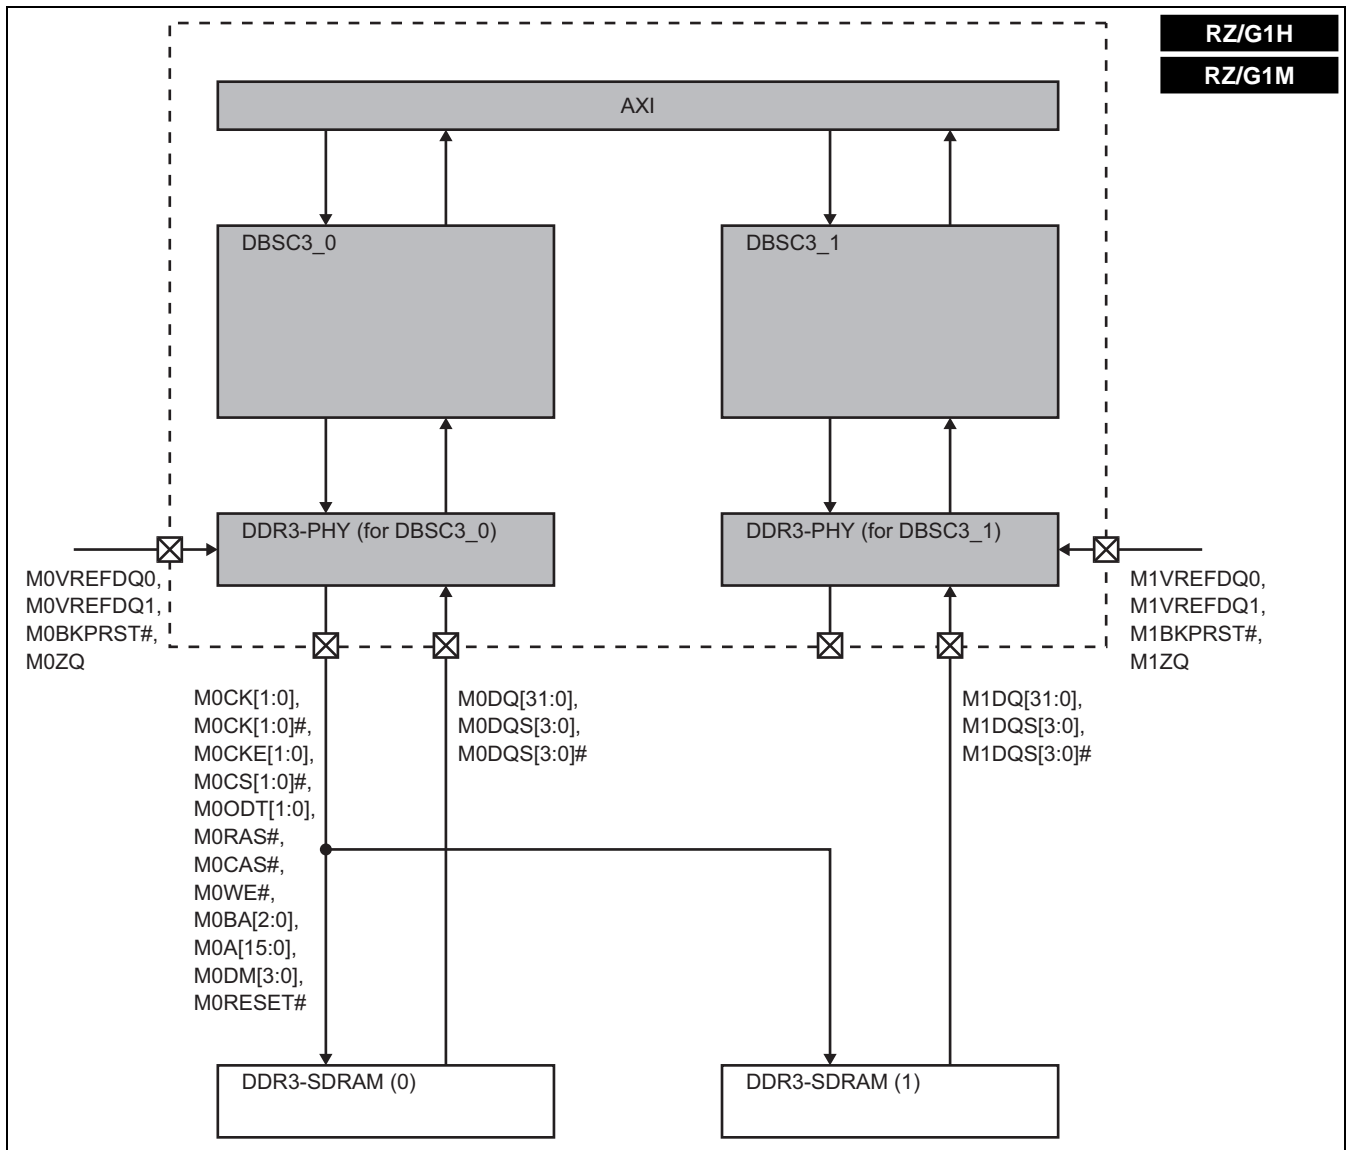 RZ/G1H
RZ/G1M
AXI
DBSC3_0
DBSC3_1
DDR3-PHY (for DBSC3_0)
DDR3-PHY (for DBSC3_1)
M0VREFDQ0,
M0VREFDQ1,
M0BKPRST#,
M0ZQ
M1VREFDQ0,
M1VREFDQ1,
M1BKPRST#,
M1ZQ
M0CK[1:0],
M0CK[1:0]#,
M0CKE[1:0],
M0CS[1:0]#,
M0ODT[1:0],
M0RAS#,
M0CAS#,
M0WE#,
M0BA[2:0],
M0A[15:0],
M0DM[3:0],
M0RESET#
M0DQ[31:0],
M0DQS[3:0],
M0DQS[3:0]#
M1DQ[31:0],
M1DQS[3:0],
M1DQS[3:0]#
DDR3-SDRAM (0)
DDR3-SDRAM (1)